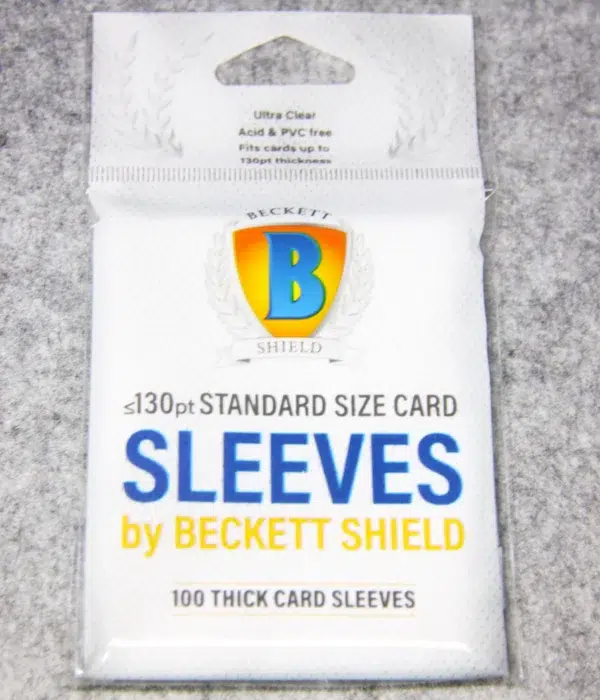 Ultra Clear
Acid & PVC free
Fits cards up to
130pt thickness
BECKETT
B
SHIELD
≤130pt STANDARD SIZE CARD
SLEEVES
by BECKETT SHIELD
100 THICK CARD SLEEVES